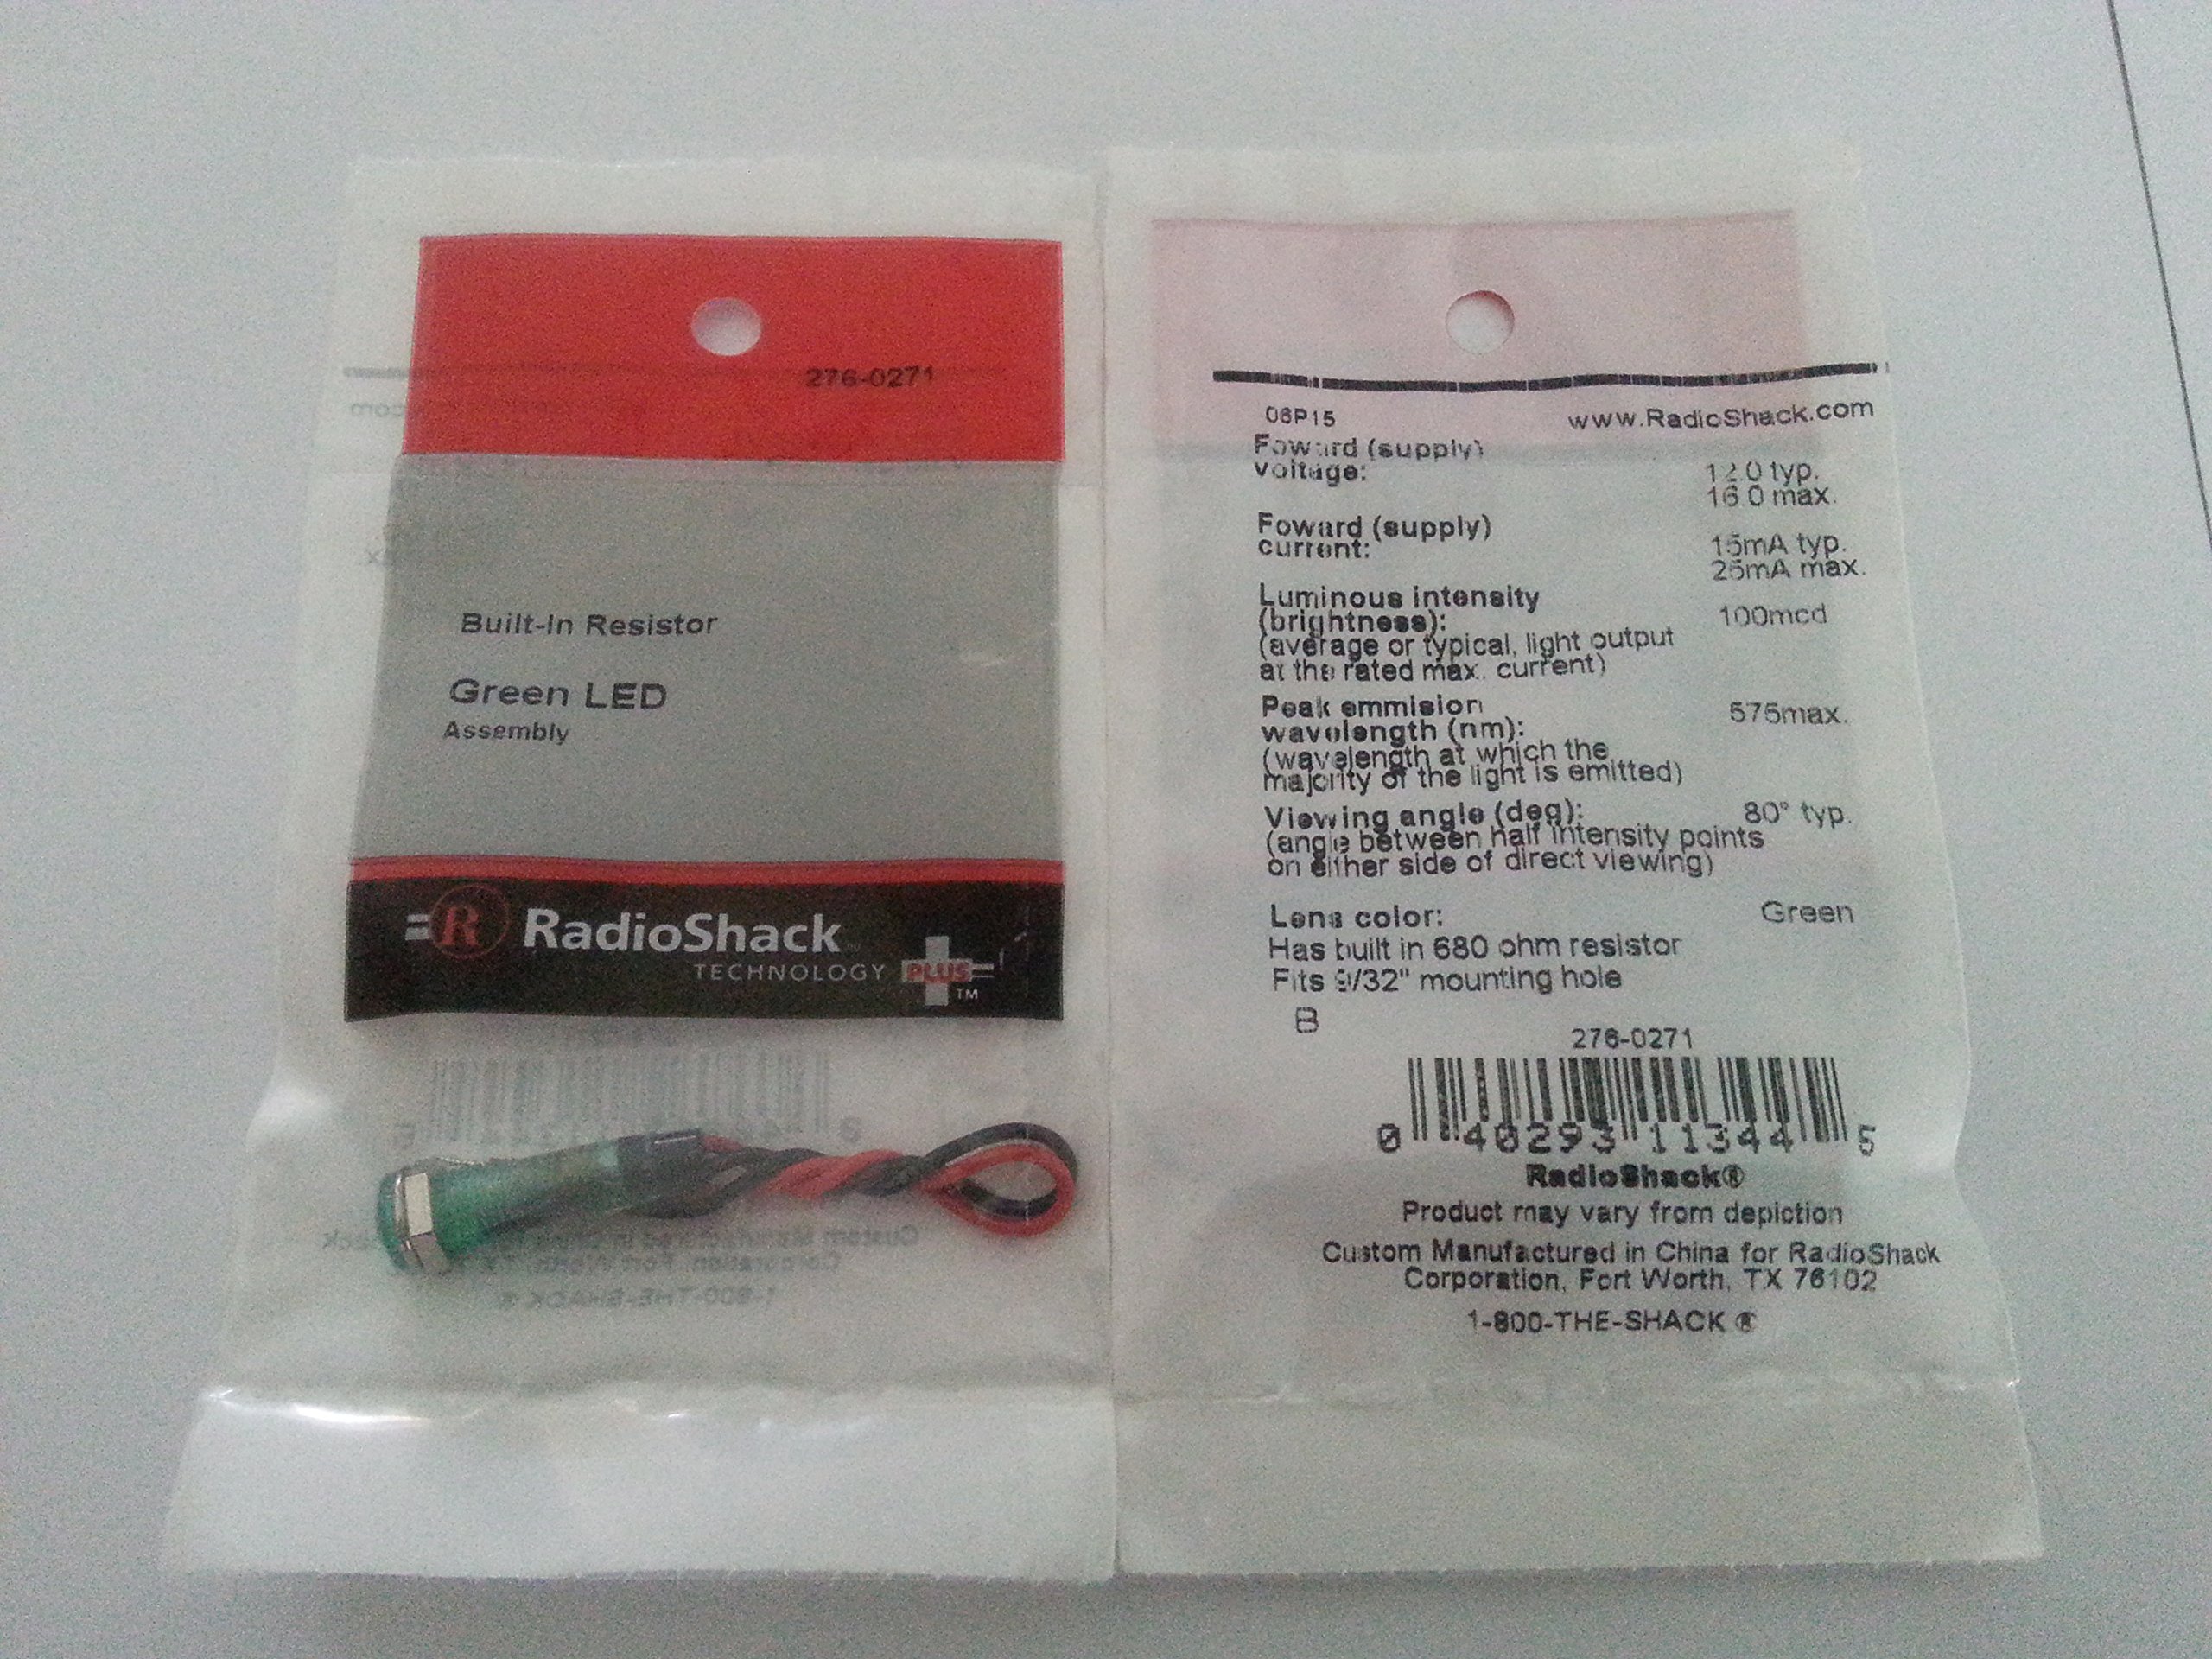 276-0271
Built-In Resistor
Green LED
Assembly
R RadioShack
TECHNOLOGY PLUS
TM
06P15 www.RadioShack.com
Foward (supply)
voltage: 12.0 typ.
16.0 max.
Foward (supply)
current: 15mA typ.
25mA max.
Luminous intensity
(brightness): 100mcd
(average or typical, light output
at the rated max. current)
Peak emmision 575max.
wavelength (nm):
(wavelength at which the
majority of the light is emitted)
Viewing angle (deg): 80° typ.
(angle between half intensity points
on either side of direct viewing)
Lens color: Green
Has built in 680 ohm resistor
Fits 9/32" mounting hole
B
276-0271
0 40293 11344 5
RadioShack®
Product may vary from depiction
Custom Manufactured in China for RadioShack
Corporation, Fort Worth, TX 76102
1-800-THE-SHACK ®